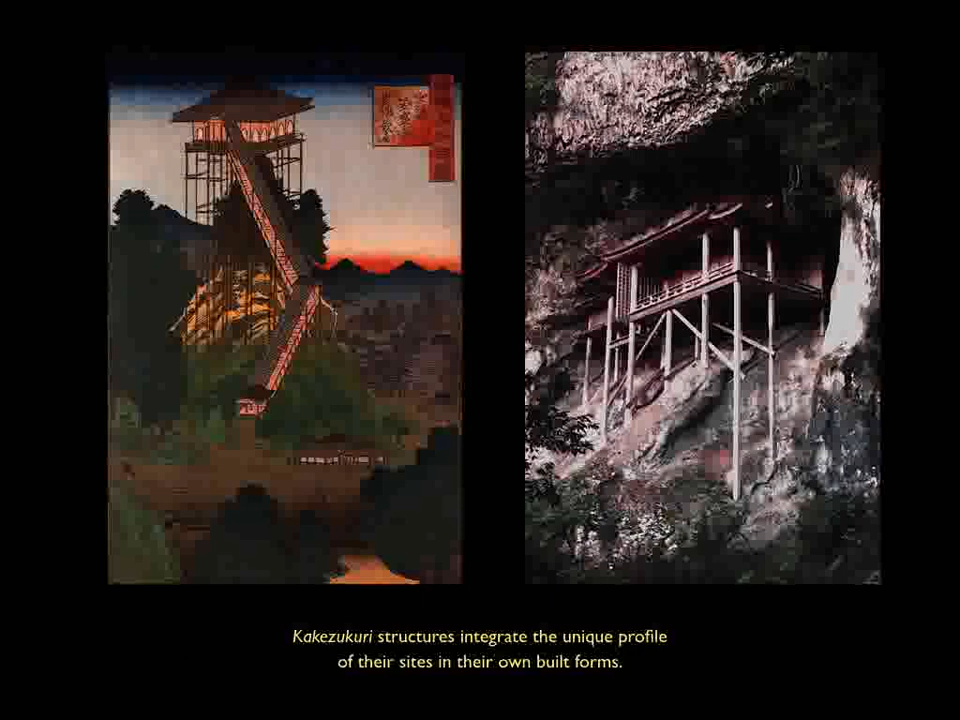 Kakezukuri structures integrate the unique profile
of their sites in their own built forms.